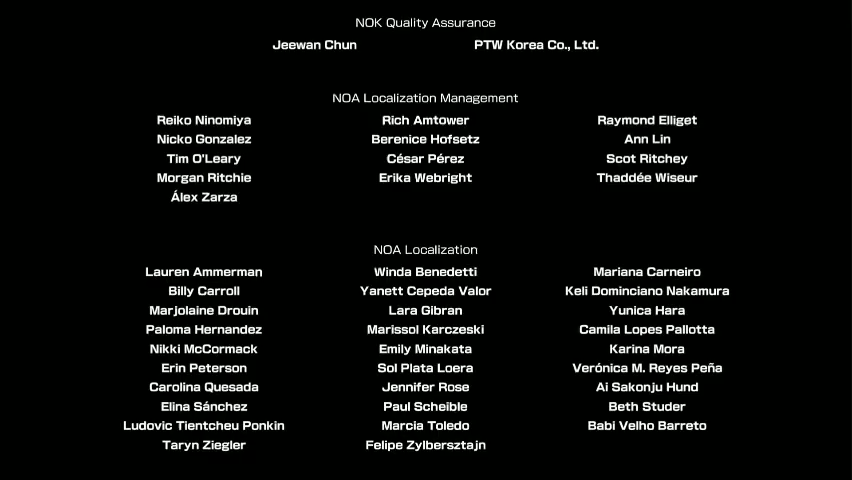 NOK Quality Assurance
Jeewan Chun PTW Korea Co., Ltd.
NOA Localization Management
Reiko Ninomiya Rich Amtower Raymond Elliget
Nicko Gonzalez Berenice Hofsetz Ann Lin
Tim O'Leary César Pérez Scot Ritchey
Morgan Ritchie Erika Webright Thaddée Wiseur
Álex Zarza
NOA Localization
Lauren Ammerman Winda Benedetti Mariana Carneiro
Billy Carroll Yanett Cepeda Valor Keli Dominciano Nakamura
Marjolaine Drouin Lara Gibran Yunica Hara
Paloma Hernandez Marissol Karczeski Camila Lopes Pallotta
Nikki McCormack Emily Minakata Karina Mora
Erin Peterson Sol Plata Loera Verónica M. Reyes Peña
Carolina Quesada Jennifer Rose Ai Sakonju Hund
Elina Sánchez Paul Scheible Beth Studer
Ludovic Tientcheu Ponkin Marcia Toledo Babi Velho Barreto
Taryn Ziegler Felipe Zylbersztajn